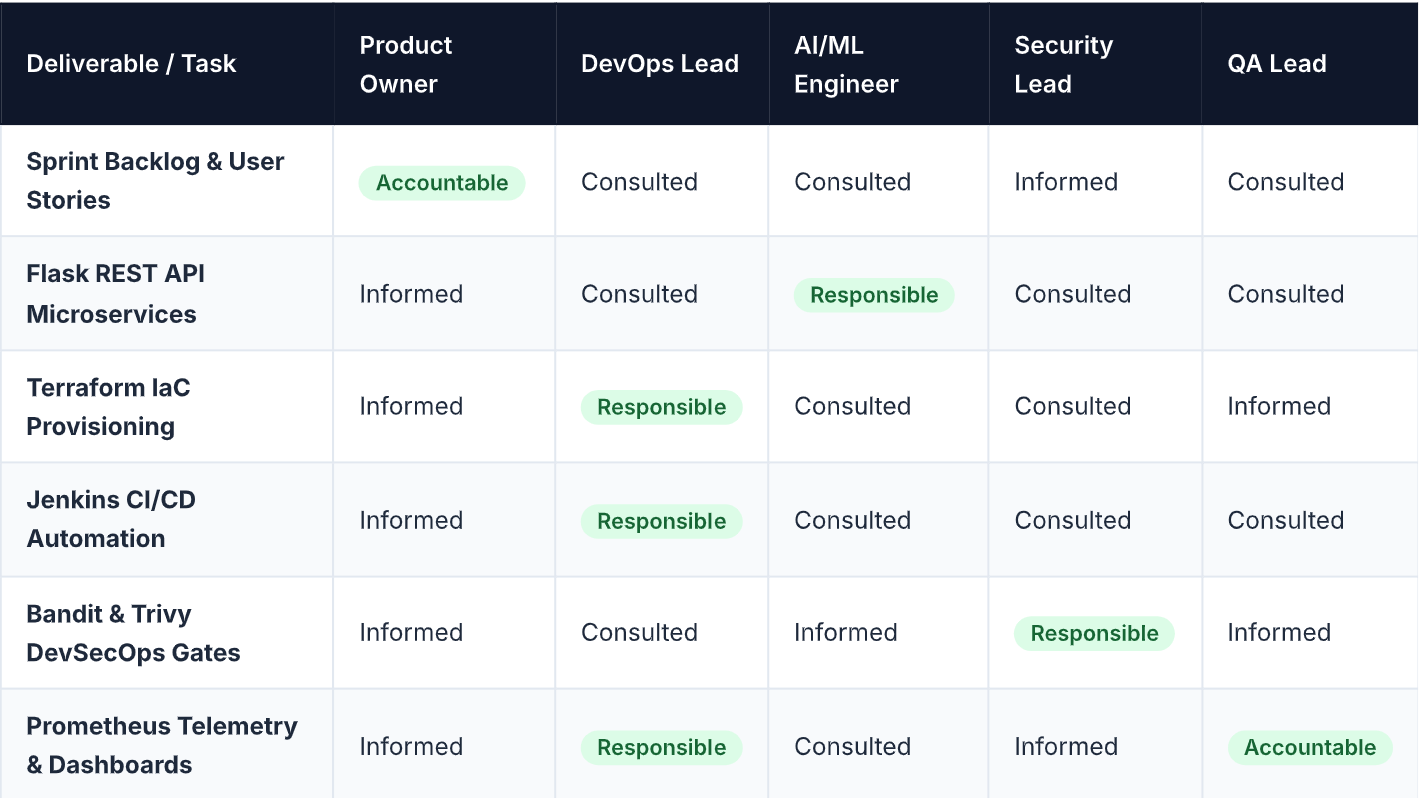 Deliverable / Task
Product
Owner
DevOps Lead
AI/ML
Engineer
Security
Lead
QA Lead
Sprint Backlog & User
Stories
Accountable
Consulted
Consulted
Informed
Consulted
Flask REST API
Microservices
Informed
Consulted
Responsible
Consulted
Consulted
Terraform IaC
Provisioning
Informed
Responsible
Consulted
Consulted
Informed
Jenkins CI/CD
Automation
Informed
Responsible
Consulted
Consulted
Consulted
Bandit & Trivy
DevSecOps Gates
Informed
Consulted
Informed
Responsible
Informed
Prometheus Telemetry
& Dashboards
Informed
Responsible
Consulted
Informed
Accountable